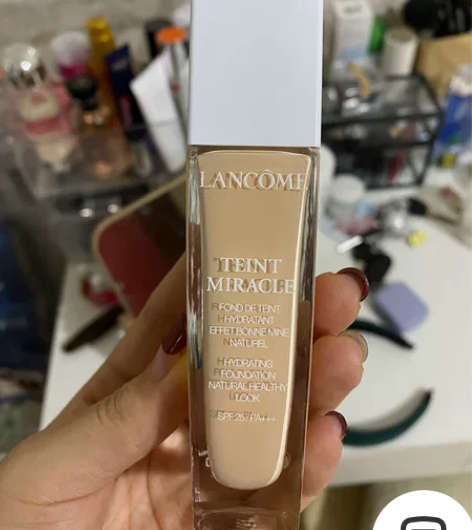 LANCÔME
TEINT
MIRACLE
FOND DE TEINT
HYDRATANT
EFFET BONNE MINE
NATUREL
HYDRATING
FOUNDATION
NATURAL HEALTHY
LOOK
SPF 25 / PA+++